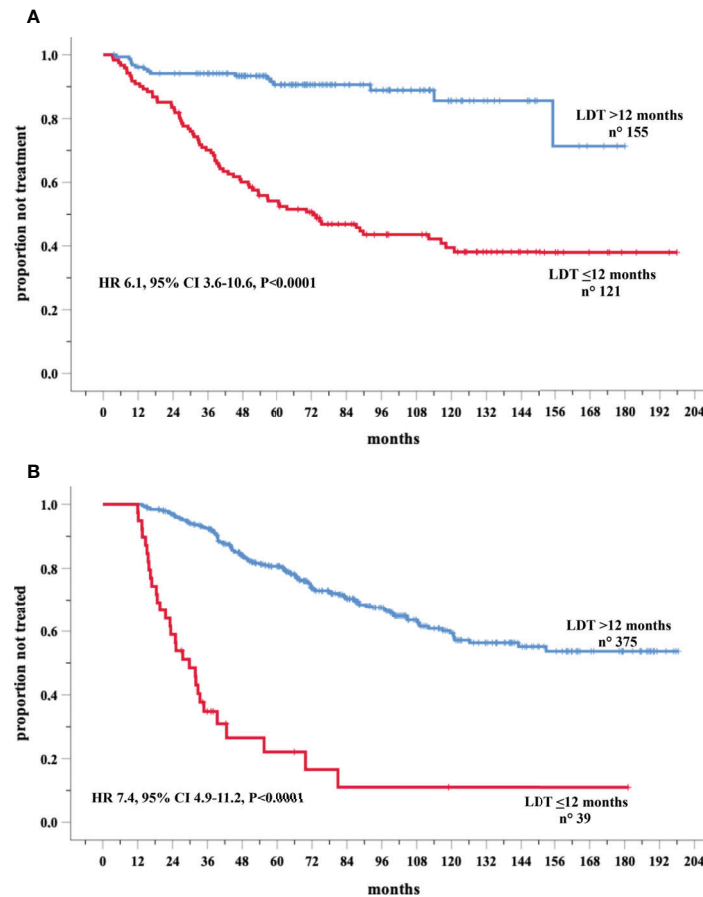 A
1.0
0.8
0.6
0.4
0.2
0.0
proportion not treatment
LDT >12 months
n° 155
HR 6.1, 95% CI 3.6-10.6, P<0.0001
LDT ≤12 months
n° 121
0 12 24 36 48 60 72 84 96 108 120 132 144 156 168 180 192 204
months
B
1.0
0.8
0.6
0.4
0.2
0.0
proportion not treated
LDT >12 months
n° 375
HR 7.4, 95% CI 4.9-11.2, P<0.0001
LDT ≤12 months
n° 39
0 12 24 36 48 60 72 84 96 108 120 132 144 156 168 180 192 204
months